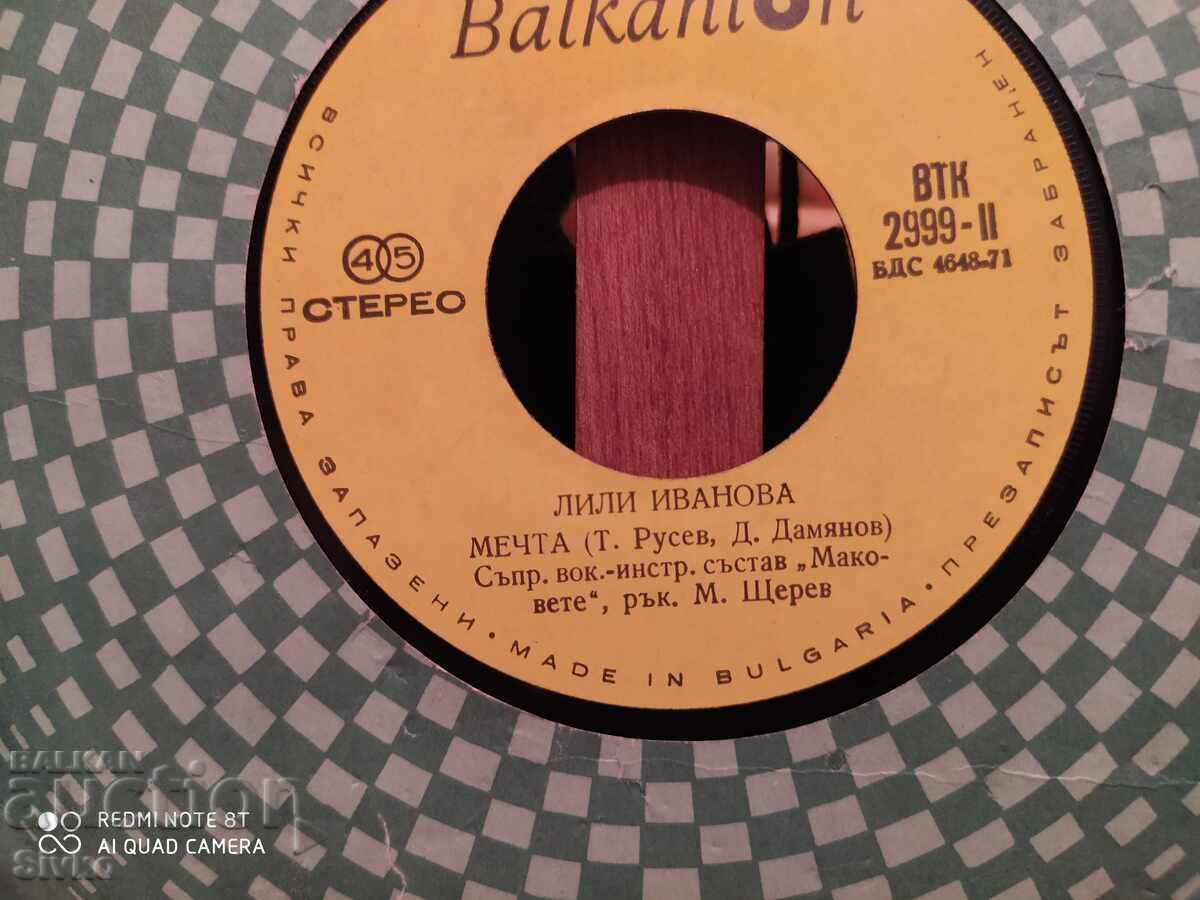 Balkanton
ВТК
2999-II
БДС 4648-71
45
СТЕРЕО
ЛИЛИ ИВАНОВА
МЕЧТА (Т. Русев, Д. Дамянов)
Съпр. вок.-инстр. състав „Мако-
вете“, рък. М. Щерев
ВСИЧКИ ПРАВА ЗАПАЗЕНИ · MADE IN BULGARIA · ПРЕЗАПИСЪТ ЗАБРАНЕН
BALKAN
auction
REDMI NOTE 8T
AI QUAD CAMERA
Sivko